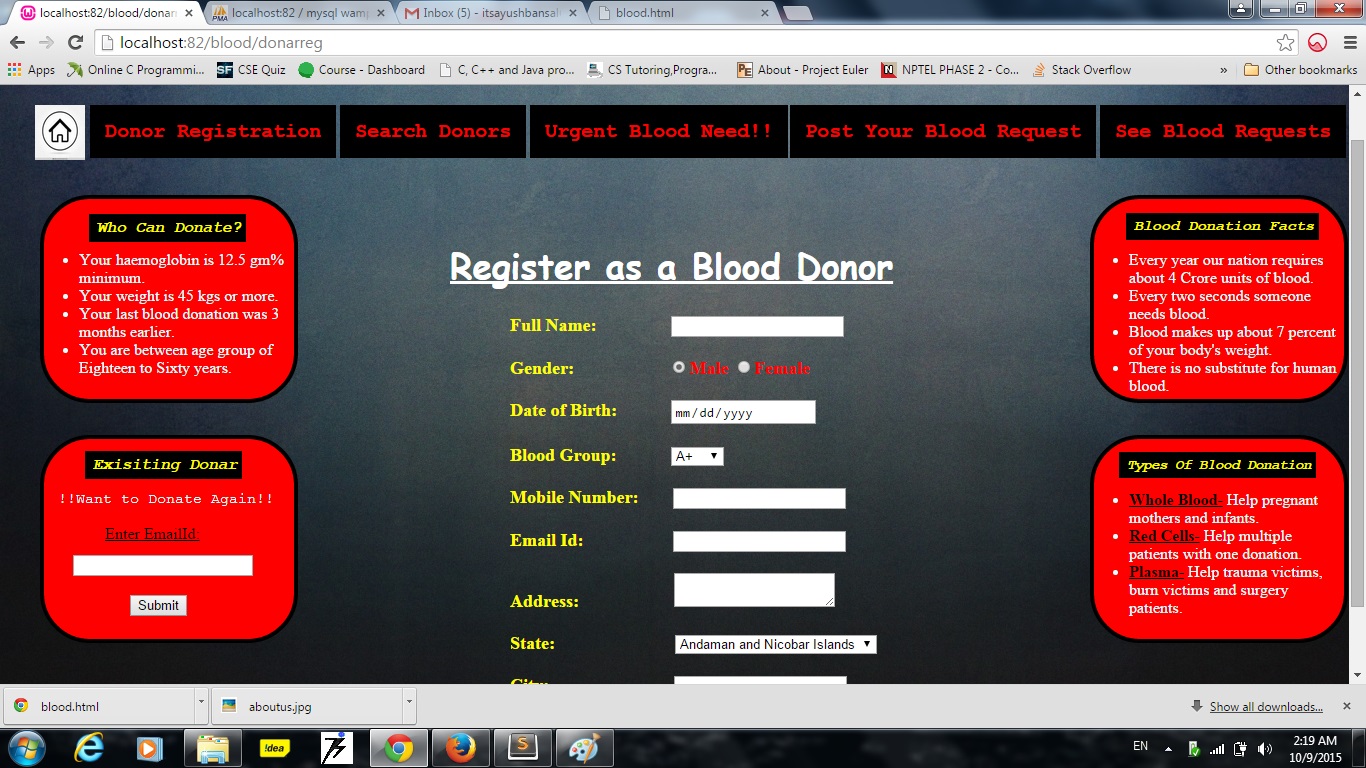 localhost:82/blood/donarr
localhost:82 / mysql wamp
Inbox (5) - itsayushbansal
blood.html
localhost:82/blood/donarreg
Apps
Online C Programmi...
CSE Quiz
Course - Dashboard
C, C++ and Java pro...
CS Tutoring,Progra...
About - Project Euler
NPTEL PHASE 2 - Co...
Stack Overflow
»
Other bookmarks
Donor Registration
Search Donors
Urgent Blood Need!!
Post Your Blood Request
See Blood Requests
Who Can Donate?
Your haemoglobin is 12.5 gm%
minimum.
Your weight is 45 kgs or more.
Your last blood donation was 3
months earlier.
You are between age group of
Eighteen to Sixty years.
Exisiting Donar
!!Want to Donate Again!!
Enter EmailId:
Submit
Register as a Blood Donor
Full Name:
Gender: Male Female
Date of Birth: mm/dd/yyyy
Blood Group: A+
Mobile Number:
Email Id:
Address:
State: Andaman and Nicobar Islands
City:
Blood Donation Facts
Every year our nation requires
about 4 Crore units of blood.
Every two seconds someone
needs blood.
Blood makes up about 7 percent
of your body's weight.
There is no substitute for human
blood.
Types Of Blood Donation
Whole Blood- Help pregnant
mothers and infants.
Red Cells- Help multiple
patients with one donation.
Plasma- Help trauma victims,
burn victims and surgery
patients.
blood.html
aboutus.jpg
Show all downloads...
!dea
EN
2:19 AM
10/9/2015